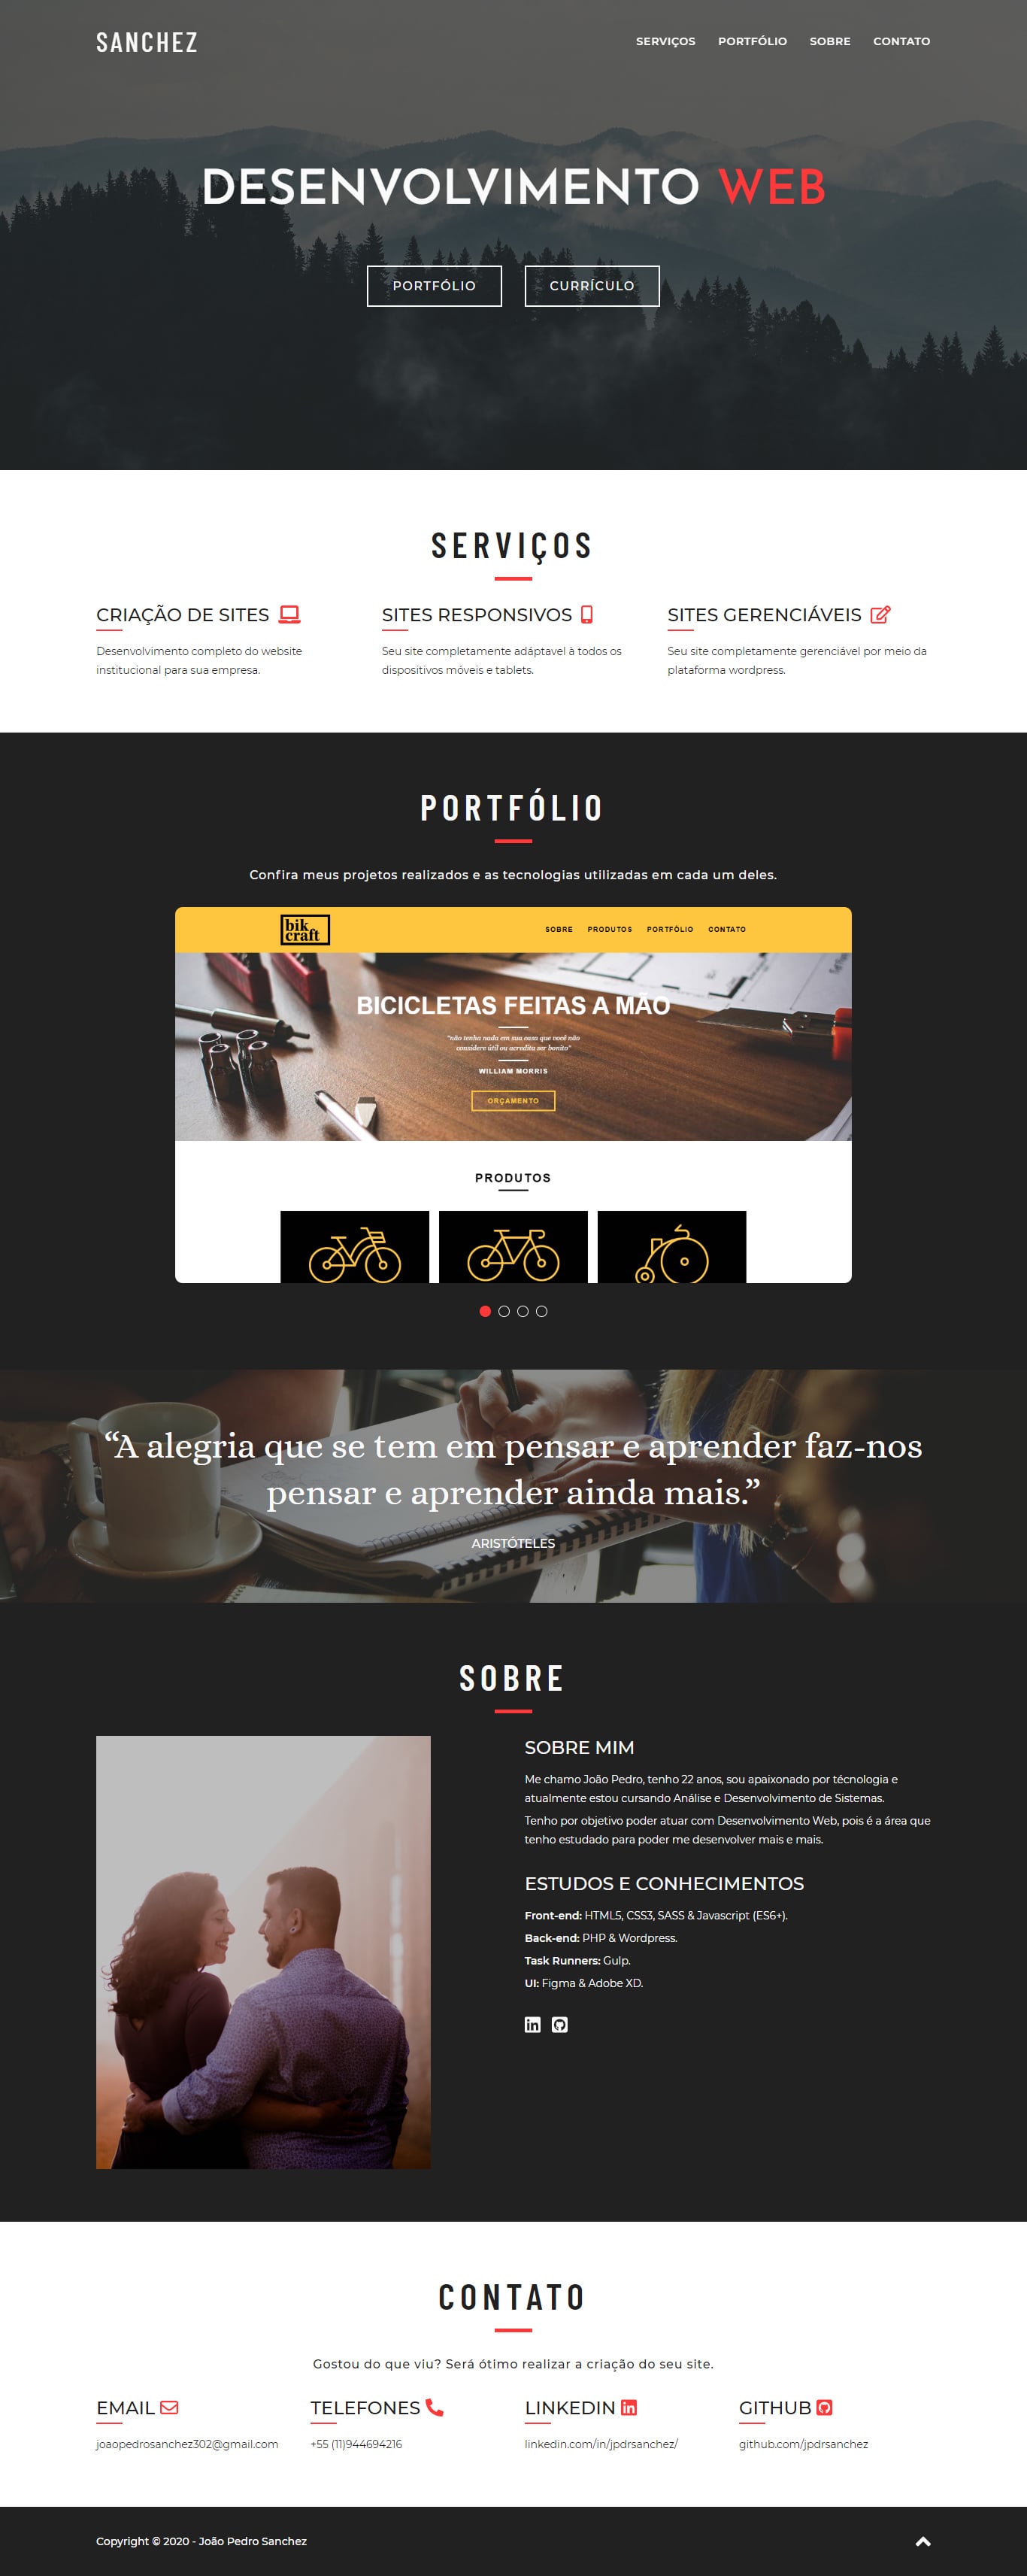 SANCHEZ
SERVIÇOS PORTFÓLIO SOBRE CONTATO
DESENVOLVIMENTO WEB
PORTFÓLIO CURRÍCULO
SERVIÇOS
CRIAÇÃO DE SITES
Desenvolvimento completo do website
institucional para sua empresa.
SITES RESPONSIVOS
Seu site completamente adáptavel à todos os
dispositivos móveis e tablets.
SITES GERENCIÁVEIS
Seu site completamente gerenciável por meio da
plataforma wordpress.
PORTFÓLIO
Confira meus projetos realizados e as tecnologias utilizadas em cada um deles.
bik
craft
SOBRE PRODUTOS PORTFÓLIO CONTATO
BICICLETAS FEITAS A MÃO
"não tenha nada em sua casa que você não
considere útil ou acredita ser bonito"
WILLIAM MORRIS
ORÇAMENTO
PRODUTOS
“A alegria que se tem em pensar e aprender faz-nos
pensar e aprender ainda mais.”
ARISTÓTELES
SOBRE
SOBRE MIM
Me chamo João Pedro, tenho 22 anos, sou apaixonado por técnologia e
atualmente estou cursando Análise e Desenvolvimento de Sistemas.
Tenho por objetivo poder atuar com Desenvolvimento Web, pois é a área que
tenho estudado para poder me desenvolver mais e mais.
ESTUDOS E CONHECIMENTOS
Front-end: HTML5, CSS3, SASS & Javascript (ES6+).
Back-end: PHP & Wordpress.
Task Runners: Gulp.
UI: Figma & Adobe XD.
CONTATO
Gostou do que viu? Será ótimo realizar a criação do seu site.
EMAIL
joaopedrosanchez302@gmail.com
TELEFONES
+55 (11)944694216
LINKEDIN
linkedin.com/in/jpdrsanchez/
GITHUB
github.com/jpdrsanchez
Copyright © 2020 - João Pedro Sanchez